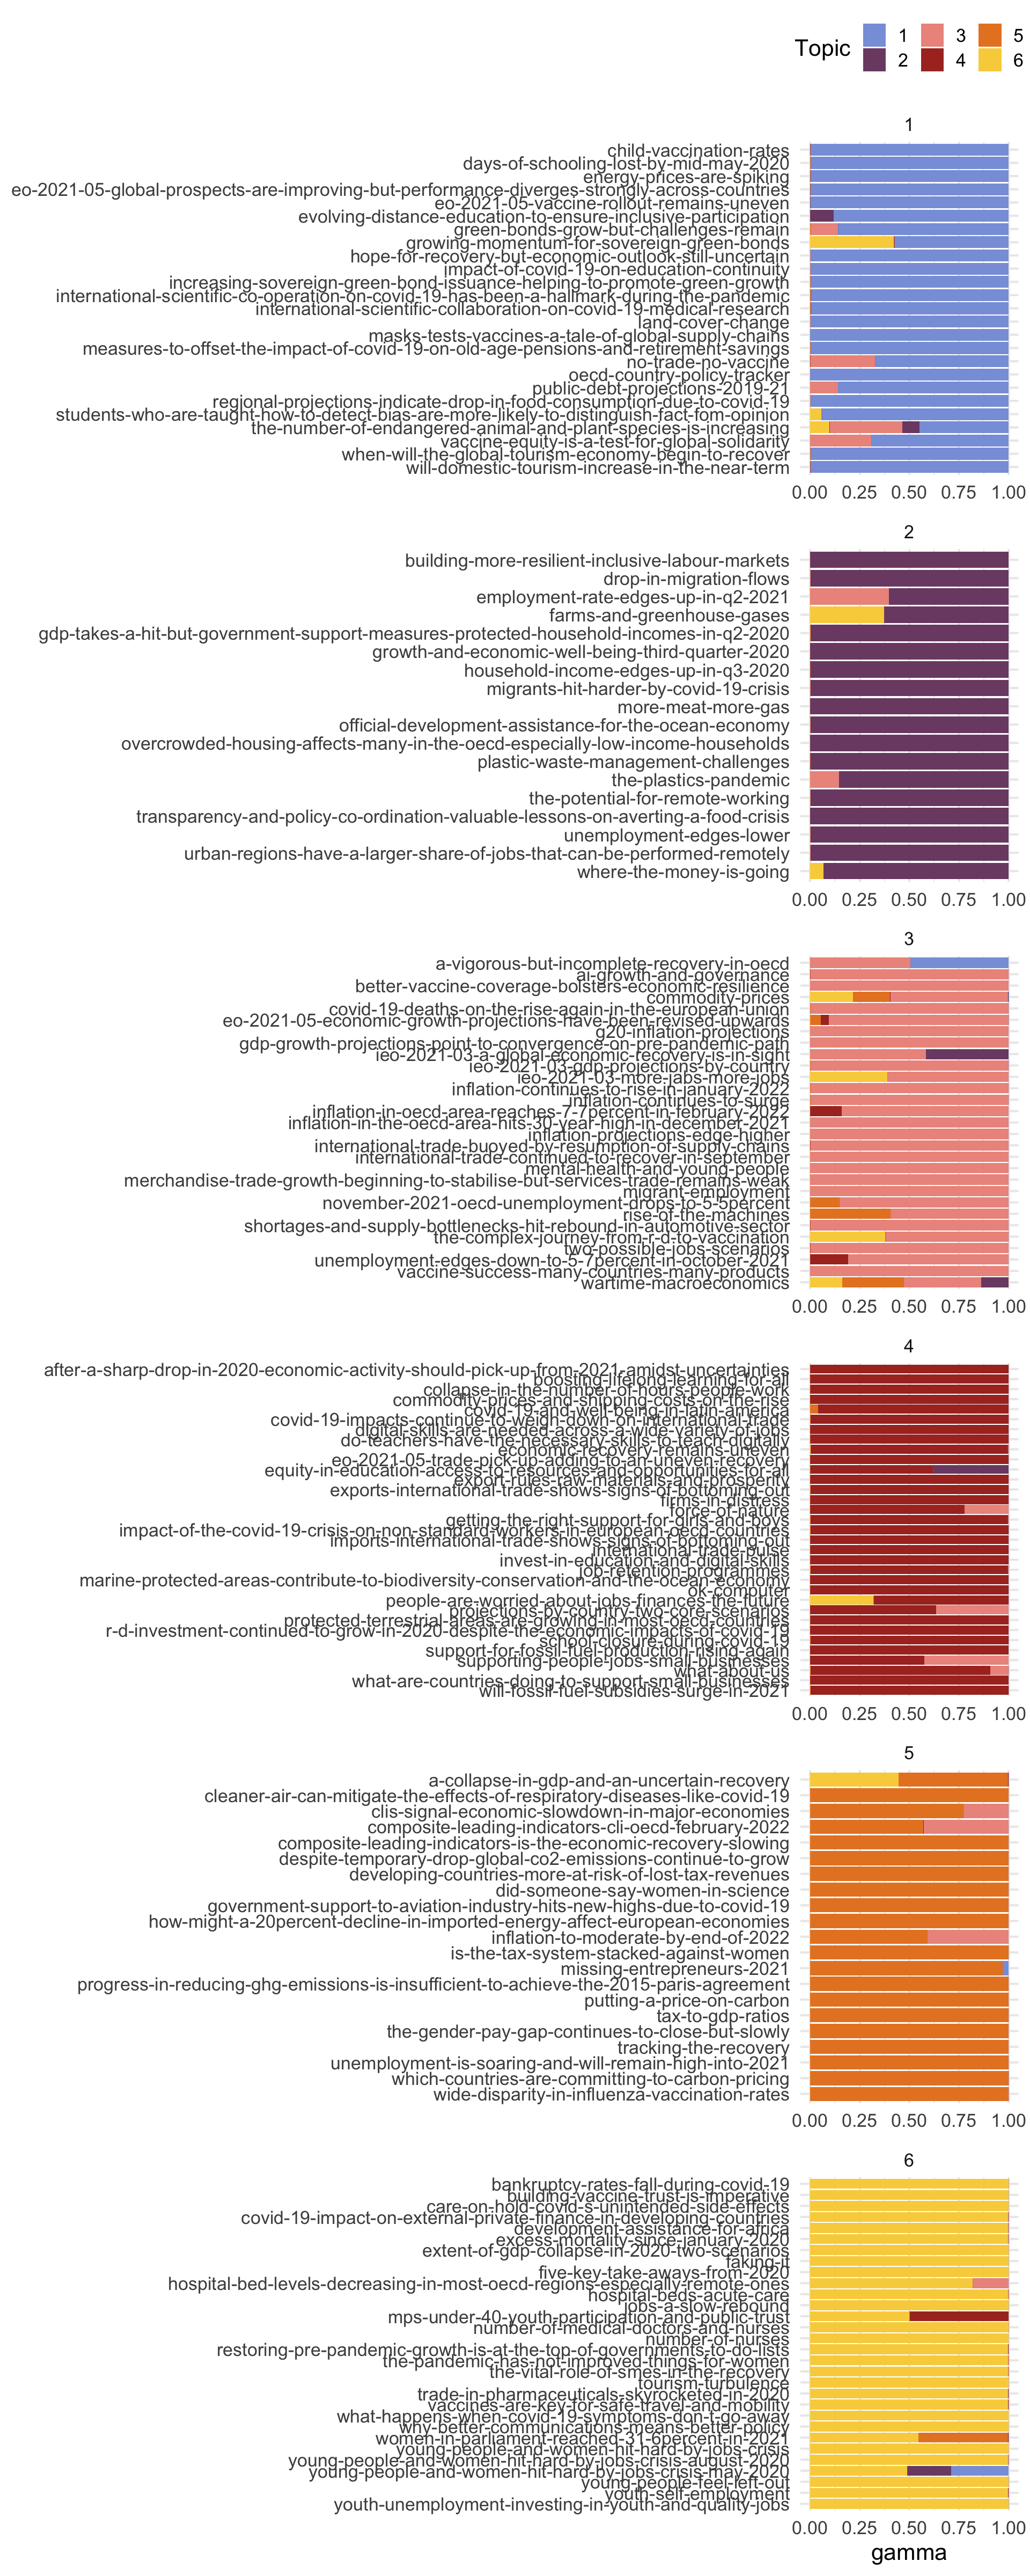 Topic 1 3 5
2 4 6
1
child-vaccination-rates
days-of-schooling-lost-by-mid-may-2020
energy-prices-are-spiking
eo-2021-05-global-prospects-are-improving-but-performance-diverges-strongly-across-countries
eo-2021-05-vaccine-rollout-remains-uneven
evolving-distance-education-to-ensure-inclusive-participation
green-bonds-grow-but-challenges-remain
growing-momentum-for-sovereign-green-bonds
hope-for-recovery-but-economic-outlook-still-uncertain
impact-of-covid-19-on-education-continuity
increasing-sovereign-green-bond-issuance-helping-to-promote-green-growth
international-scientific-co-operation-on-covig-19-has-been-a-hallmark-during-the-pandemic
international-scientific-collaboration-on-covid-19-medical-research
land-cover-change
masks-tests-vaccines-a-tale-of-global-supply-chains
measures-to-offset-the-impact-of-covid-19-on-old-age-pensions-and-retirement-savings
no-trade-no-vaccine
oecd-country-policy-tracker
public-debt-projections-2019-21
regional-projections-indicate-drop-in-food-consumption-due-to-covid-19
students-who-are-taught-how-to-detect-bias-are-more-likely-to-distinguish-fact-fom-opinion
the-number-of-endangered-animal-and-plant-species-is-increasing
vaccine-equity-is-a-test-for-global-solidarity
when-will-the-global-tourism-economy-begin-to-recover
will-domestic-tourism-increase-in-the-near-term
0.00 0.25 0.50 0.75 1.00
2
building-more-resilient-inclusive-labour-markets
drop-in-migration-flows
employment-rate-edges-up-in-q2-2021
farms-and-greenhouse-gases
gdp-takes-a-hit-but-government-support-measures-protected-household-incomes-in-q2-2020
growth-and-economic-well-being-third-quarter-2020
household-income-edges-up-in-q3-2020
migrants-hit-harder-by-covid-19-crisis
more-meat-more-gas
official-development-assistance-for-the-ocean-economy
overcrowded-housing-affects-many-in-the-oecd-especially-low-income-households
plastic-waste-management-challenges
the-plastics-pandemic
the-potential-for-remote-working
transparency-and-policy-co-ordination-valuable-lessons-on-averting-a-food-crisis
unemployment-edges-lower
urban-regions-have-a-larger-share-of-jobs-that-can-be-performed-remotely
where-the-money-is-going
0.00 0.25 0.50 0.75 1.00
3
a-vigorous-but-incomplete-recovery-in-oecd
ai-growth-and-governance
better-vaccine-coverage-bolsters-economic-resilience
commodity-prices
covid-19-deaths-on-the-rise-again-in-the-european-union
eo-2021-05-economic-growth-projections-have-been-revised-upwards
g20-inflation-projections
gdp-growth-projections-point-to-convergence-on-pre-pandemic-path
ieo-2021-03-a-global-economic-recovery-is-in-sight
ieo-2021-03-gdp-projections-by-country
ieo-2021-03-more-jabs-more-jobs
inflation-continues-to-rise-in-january-2022
inflation-continues-to-surge
inflation-in-oecd-area-reaches-7-7percent-in-february-2022
inflation-in-the-oecd-area-hits-30-year-high-in-december-2021
inflation-projections-edge-higher
international-trade-buoyed-by-resumption-of-supply-chains
international-trade-continued-to-recover-in-september
mental-health-and-young-people
merchandise-trade-growth-beginning-to-stabilise-but-services-trade-remains-weak
migrant-employment
november-2021-oecd-unemployment-drops-to-5-5percent
rise-of-the-machines
shortages-and-supply-bottlenecks-hit-rebound-in-automotive-sector
the-complex-journey-from-r-d-to-vaccination
two-possible-jobs-scenarios
unemployment-edges-down-to-5-7percent-in-october-2021
vaccine-success-many-countries-many-products
wartime-macroeconomics
0.00 0.25 0.50 0.75 1.00
4
after-a-sharp-drop-in-2020-economic-activity-should-pick-up-from-2021-amidst-uncertainties
boosting-lifelong-learning-for-all
collapse-in-the-number-of-hours-people-work
commodity-prices-and-shipping-costs-on-the-rise
covid-19-and-well-being-in-latin-america
covid-19-impacts-continue-to-weigh-down-on-international-trade
digital-skills-are-needed-across-a-wide-variety-of-jobs
do-teachers-have-the-necessary-skills-to-teach-digitally
economic-recovery-remains-uneven
eo-2021-05-trade-pick-up-adding-to-an-uneven-recovery
equity-in-education-access-to-resources-and-opportunities-for-all
export-rules-raw-materials-and-prosperity
exports-international-trade-shows-signs-of-bottoming-out
firms-in-distress
force-of-nature
getting-the-right-support-for-girls-and-boys
impact-of-the-covid-19-crisis-on-non-standard-workers-in-european-oecd-countries
imports-international-trade-shows-signs-of-bottoming-out
international-trade-pulse
invest-in-education-and-digital-skills
job-retention-programmes
marine-protected-areas-contribute-to-biodiversity-conservation-and-the-ocean-economy
ok-computer
people-are-worried-about-jobs-finances-the-future
projections-by-country-two-core-scenarios
protected-terrestrial-areas-are-growing-in-most-oecd-countries
r-d-investment-continued-to-grow-in-2020-despite-the-economic-impacts-of-covid-19
school-closure-during-covid-19
support-for-fossil-fuel-production-rising-again
supporting-people-jobs-small-businesses
what-about-us
what-are-countries-doing-to-support-small-businesses
will-fossil-fuel-subsidies-surge-in-2021
0.00 0.25 0.50 0.75 1.00
5
a-collapse-in-gdp-and-an-uncertain-recovery
cleaner-air-can-mitigate-the-effects-of-respiratory-diseases-like-covid-19
clis-signal-economic-slowdown-in-major-economies
composite-leading-indicators-cli-oecd-february-2022
composite-leading-indicators-is-the-economic-recovery-slowing
despite-temporary-drop-global-co2-emissions-continue-to-grow
developing-countries-more-at-risk-of-lost-tax-revenues
did-someone-say-women-in-science
government-support-to-aviation-industry-hits-new-highs-due-to-covid-19
how-might-a-20percent-decline-in-imported-energy-affect-european-economies
inflation-to-moderate-by-end-of-2022
is-the-tax-system-stacked-against-women
missing-entrepreneurs-2021
progress-in-reducing-ghg-emissions-is-insufficient-to-achieve-the-2015-paris-agreement
putting-a-price-on-carbon
tax-to-gdp-ratios
the-gender-pay-gap-continues-to-close-but-slowly
tracking-the-recovery
unemployment-is-soaring-and-will-remain-high-into-2021
which-countries-are-committing-to-carbon-pricing
wide-disparity-in-influenza-vaccination-rates
0.00 0.25 0.50 0.75 1.00
6
bankruptcy-rates-fall-during-covid-19
building-vaccine-trust-is-imperative
care-on-hold-covid-s-unintended-side-effects
covid-19-impact-on-external-private-finance-in-developing-countries
development-assistance-for-africa
excess-mortality-since-january-2020
extent-of-gdp-collapse-in-2020-two-scenarios
faking-it
five-key-take-aways-from-2020
hospital-bed-levels-decreasing-in-most-oecd-regions-especially-remote-ones
hospital-beds-acute-care
jobs-a-slow-rebound
mps-under-40-youth-participation-and-public-trust
number-of-medical-doctors-and-nurses
number-of-nurses
restoring-pre-pandemic-growth-is-at-the-top-of-governments-to-do-lists
the-pandemic-has-not-improved-things-for-women
the-vital-role-of-smes-in-the-recovery
tourism-turbulence
trade-in-pharmaceuticals-skyrocketed-in-2020
vaccines-are-key-for-safe-travel-and-mobility
what-happens-when-covid-19-symptoms-don-t-go-away
why-better-communications-means-better-policy
women-in-parliament-reached-31-6percent-in-2021
young-people-and-women-hit-hard-by-jobs-crisis
young-people-and-women-hit-hard-by-jobs-crisis-august-2020
young-people-and-women-hit-hard-by-jobs-crisis-may-2020
young-people-feel-left-out
youth-self-employment
youth-unemployment-investing-in-youth-and-quality-jobs
0.00 0.25 0.50 0.75 1.00
gamma